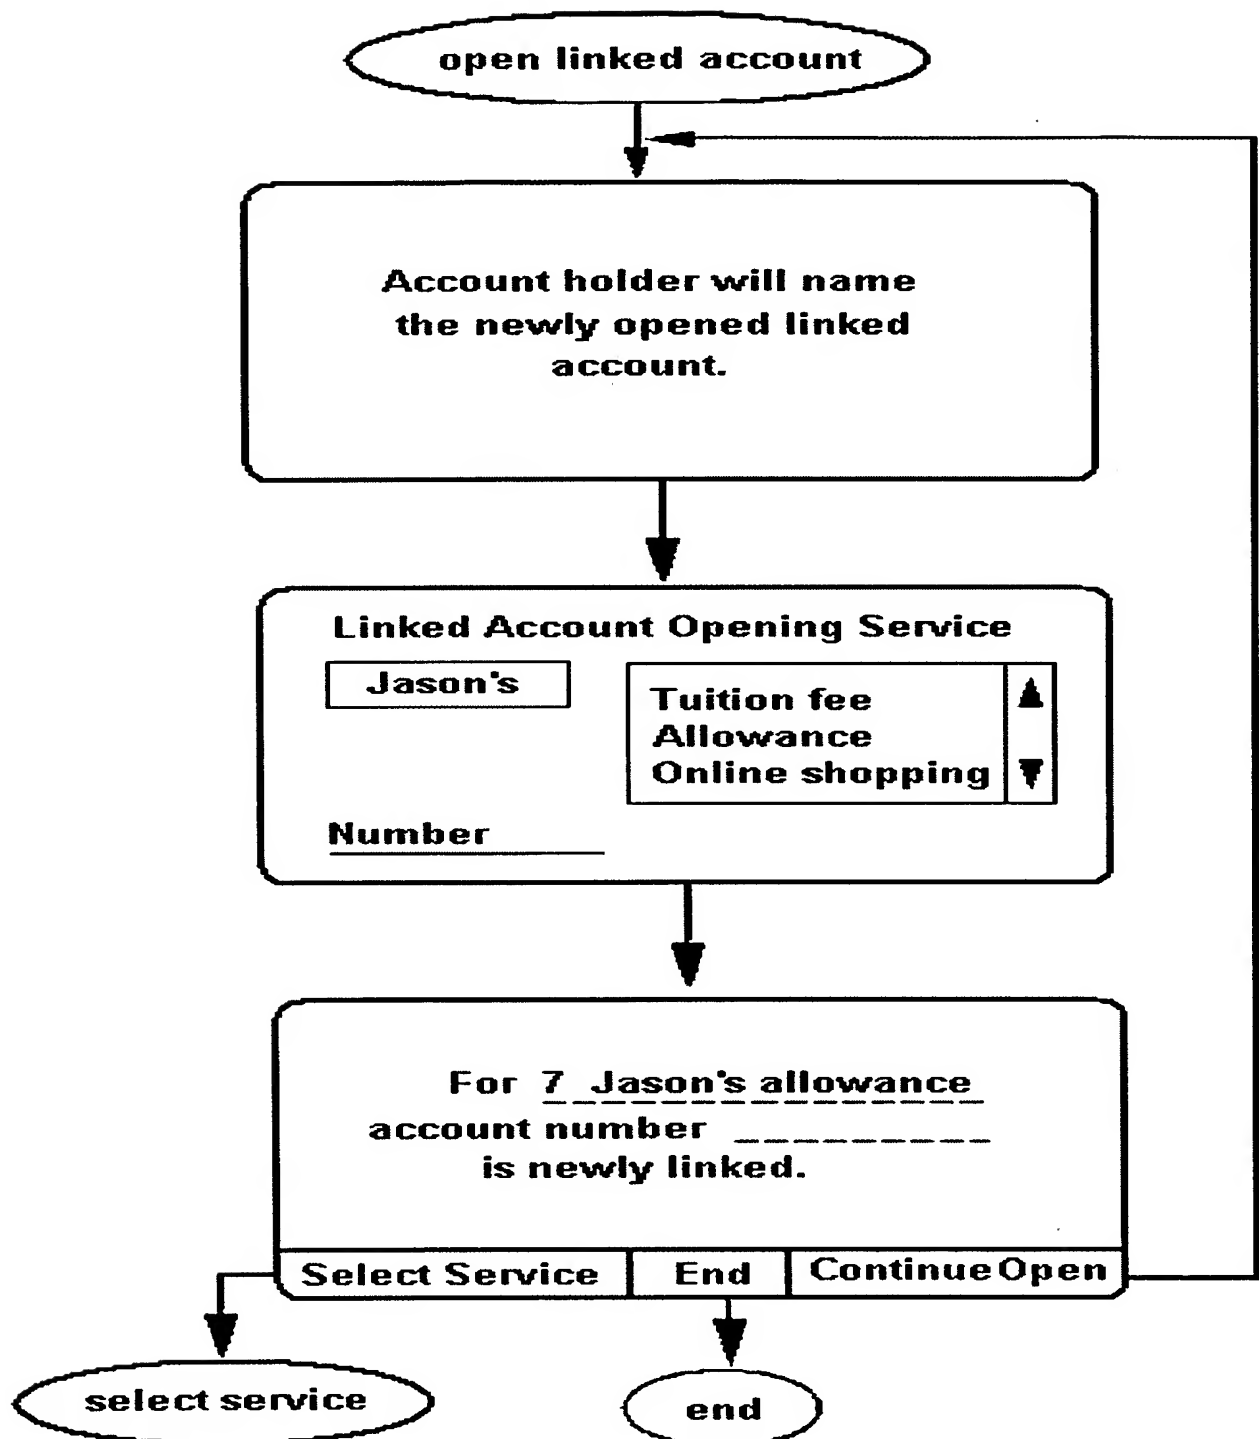 open linked account
Account holder will name
the newly opened linked
account.
Linked Account Opening Service
Jason's
Tuition fee
Allowance
Online shopping
Number
For 7 Jason's allowance
account number
is newly linked.
Select Service End Continue Open
select service
end